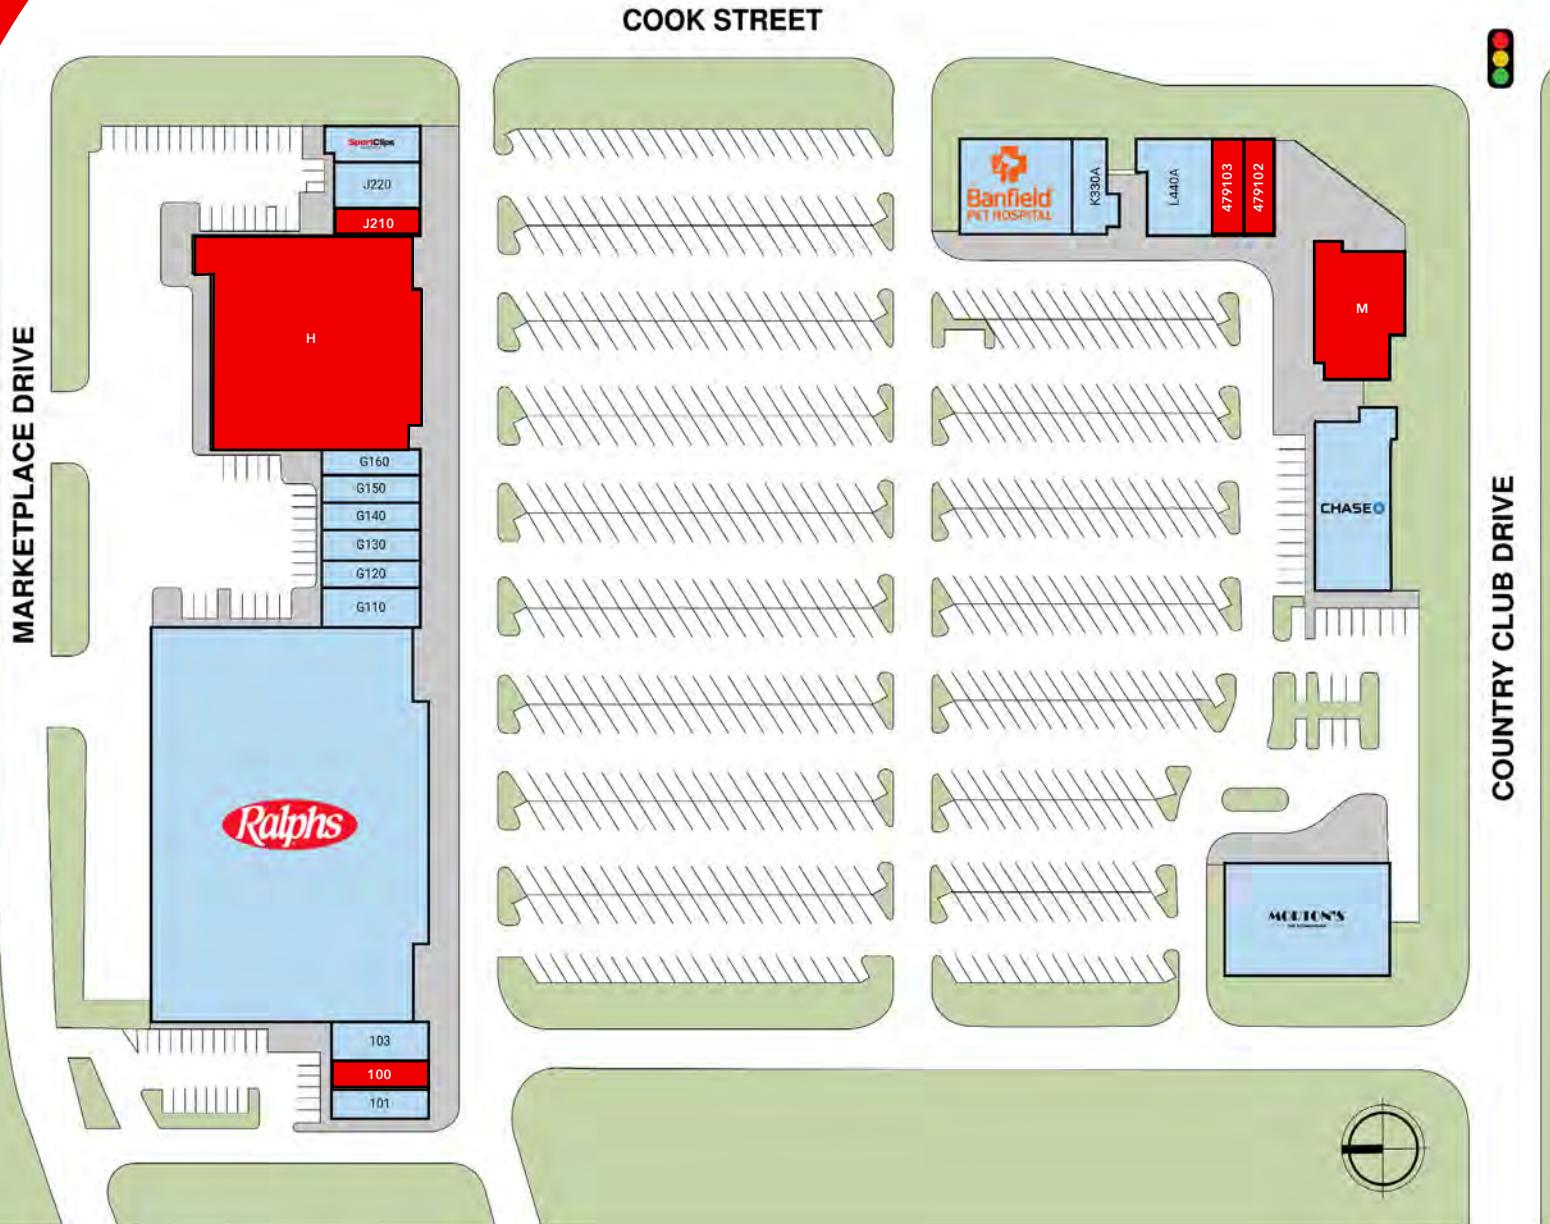 COOK STREET
SportClips
J220
J210
H
G160
G150
G140
G130
G120
G110
Ralphs
103
100
101
MARKETPLACE DRIVE
Banfield
PET HOSPITAL
K330A
L440A
479103
479102
M
CHASE
MORTON'S
COUNTRY CLUB DRIVE